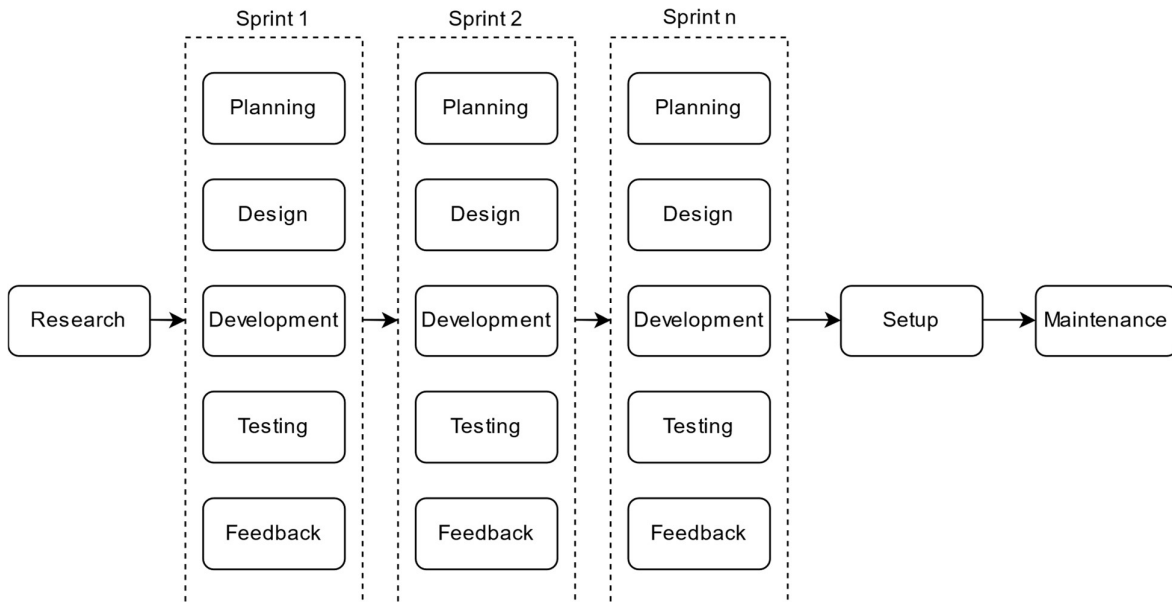 Sprint 1
Sprint 2
Sprint n
Planning
Planning
Planning
Design
Design
Design
Research
Development
Development
Development
Setup
Maintenance
Testing
Testing
Testing
Feedback
Feedback
Feedback